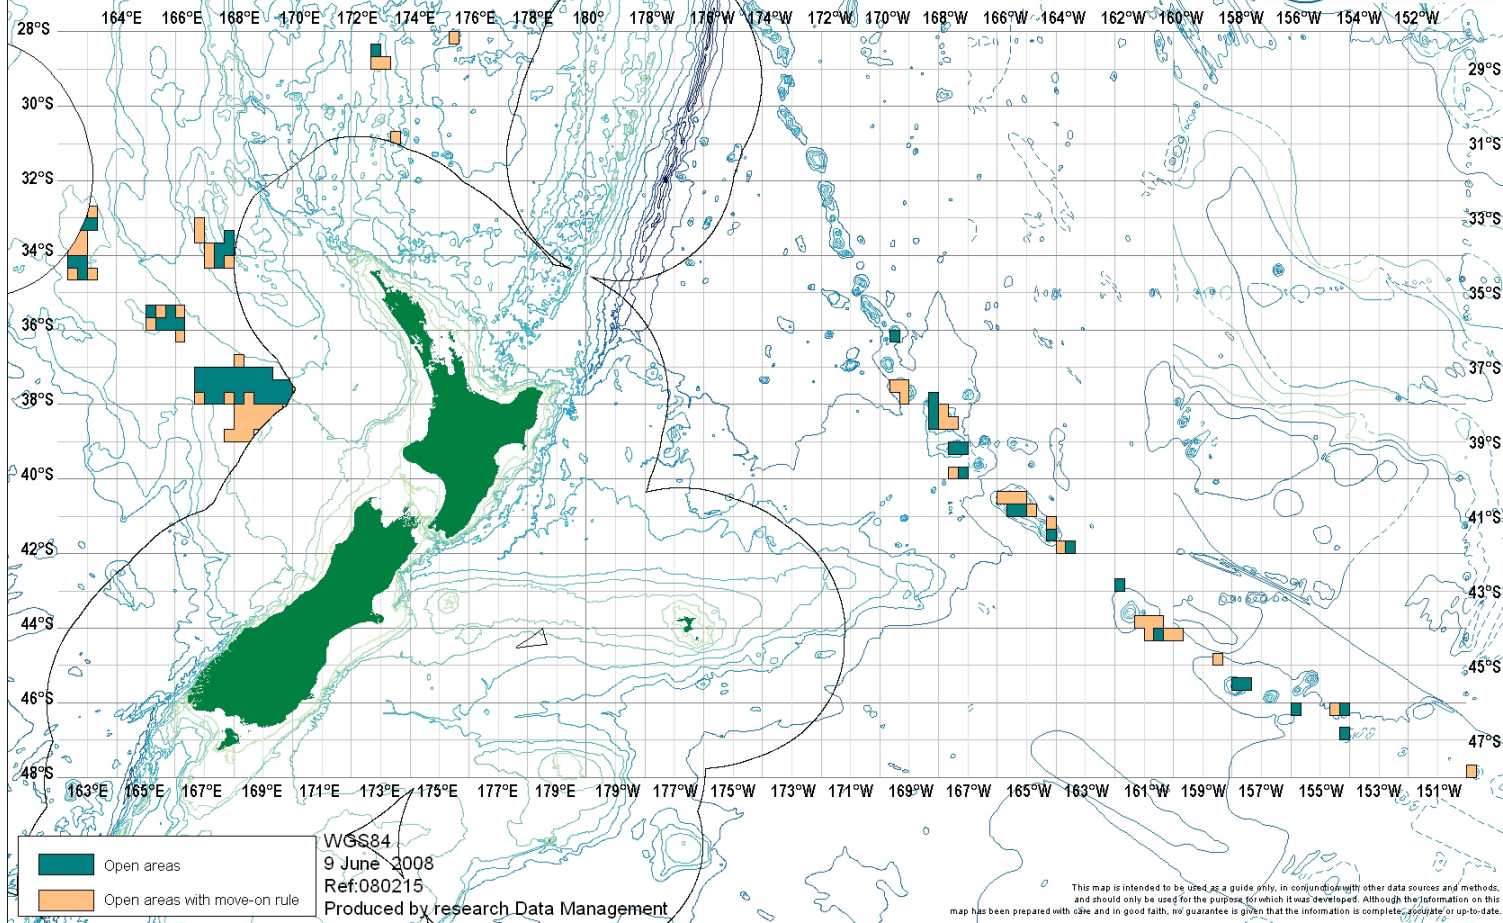 164°E 166°E 168°E 170°E 172°E 174°E 176°E 178°E 180° 178°W 176°W 174°W 172°W 170°W 168°W 166°W 164°W 162°W 160°W 158°W 156°W 154°W 152°W
28°S
29°S
30°S
31°S
32°S
33°S
34°S
35°S
36°S
37°S
38°S
39°S
40°S
41°S
42°S
43°S
44°S
45°S
46°S
47°S
48°S
163°E 165°E 167°E 169°E 171°E 173°E 175°E 177°E 179°E 179°W 177°W 175°W 173°W 171°W 169°W 167°W 165°W 163°W 161°W 159°W 157°W 155°W 153°W 151°W
Open areas
Open areas with move-on rule
WGS84
9 June 2008
Ref:080215
Produced by research Data Management
This map is intended to be used as a guide only, in conjunction with other data sources and methods,
and should only be used for the purpose for which it was developed. Although the information on this
map has been prepared with care and in good faith, no guarantee is given that the information is complete, accurate or up-to-date.